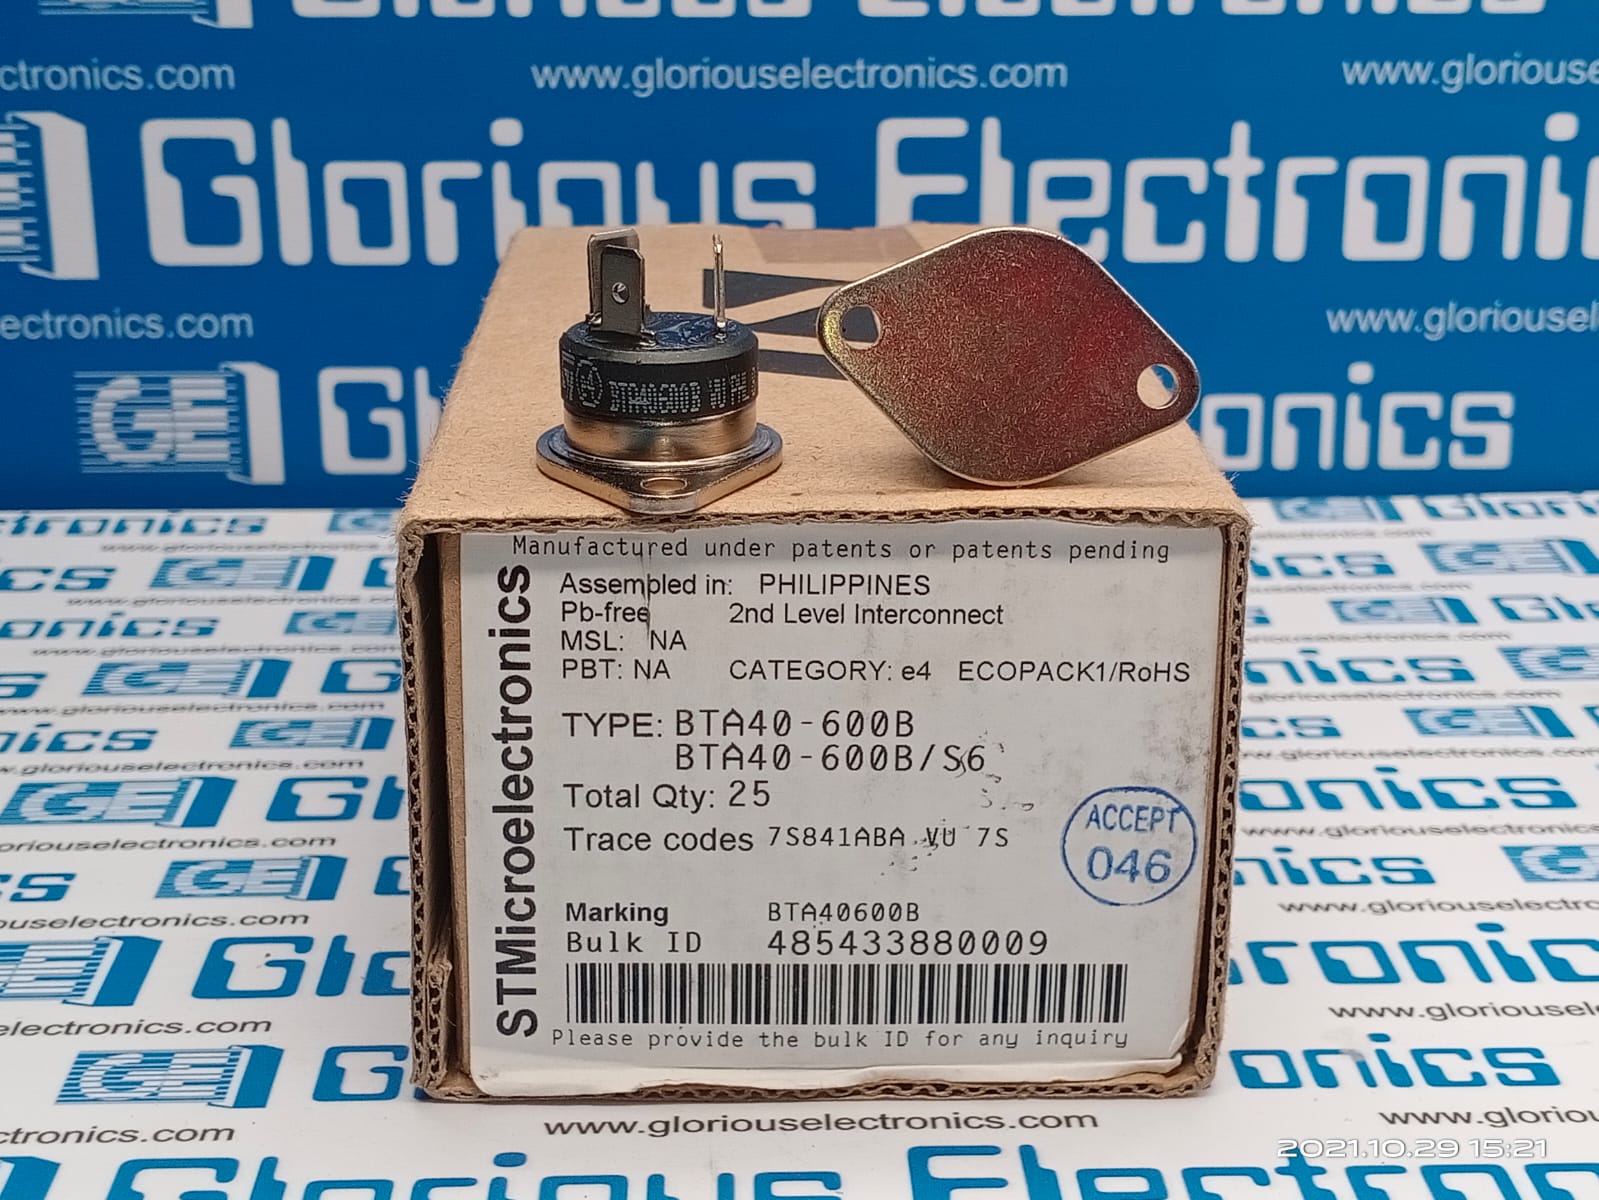 www.gloriouselectronics.com
Glorious Electronics
GE
BTA40600B
Manufactured under patents or patents pending
STMicroelectronics
Assembled in: PHILIPPINES
Pb-free 2nd Level Interconnect
MSL: NA
PBT: NA CATEGORY: e4 ECOPACK1/RoHS
TYPE: BTA40-600B
BTA40-600B/S6
Total Qty: 25
Trace codes 7S841ABA VU 7S
ACCEPT
046
Marking BTA40600B
Bulk ID 485433880009
Please provide the bulk ID for any inquiry
www.gloriouselectronics.com
2021.10.29 15:21